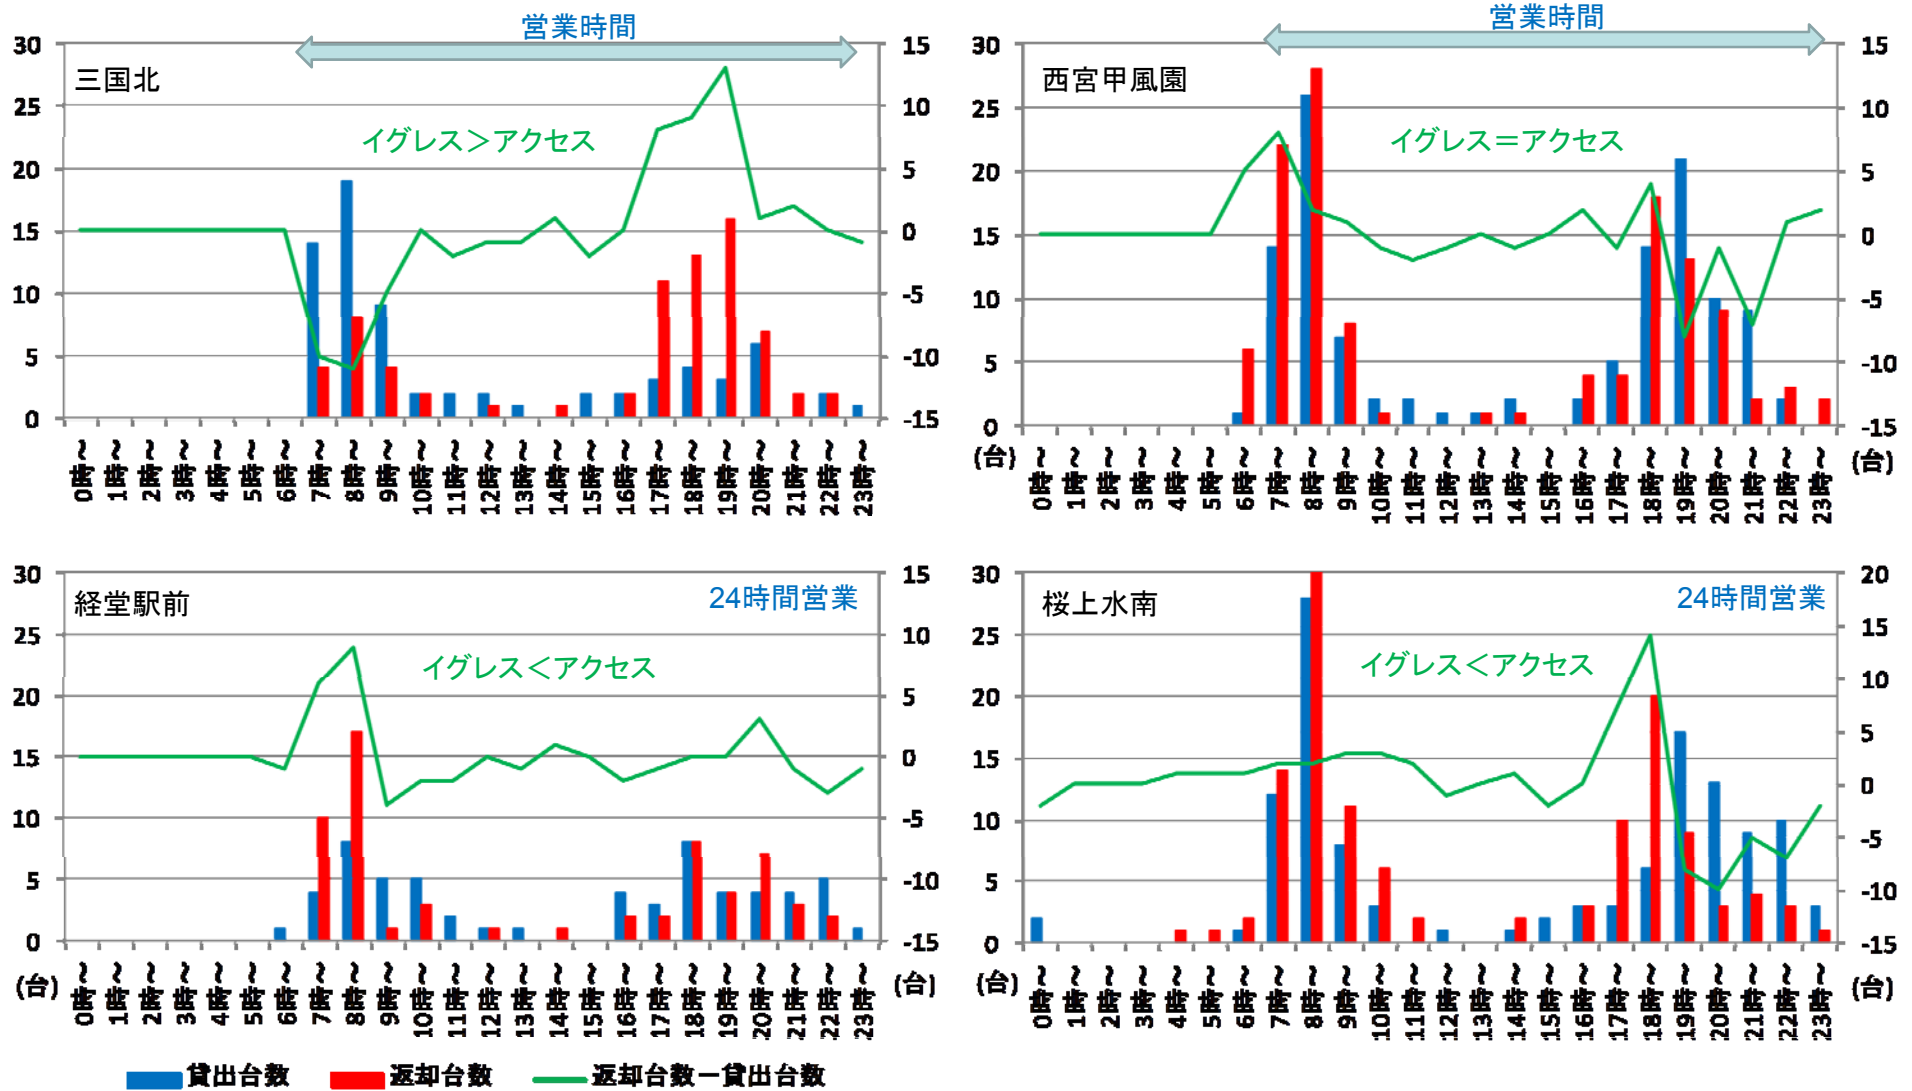 営業時間
三国北
イグレス＞アクセス
30 25 20 15 10 5 0
15 10 5 0 -5 -10 -15
0時～ 1時～ 2時～ 3時～ 4時～ 5時～ 6時～ 7時～ 8時～ 9時～ 10時～ 11時～ 12時～ 13時～ 14時～ 15時～ 16時～ 17時～ 18時～ 19時～ 20時～ 21時～ 22時～ 23時～
営業時間
西宮甲風園
イグレス＝アクセス
30 25 20 15 10 5 0
15 10 5 0 -5 -10 -15
(台) (台)
0時～ 1時～ 2時～ 3時～ 4時～ 5時～ 6時～ 7時～ 8時～ 9時～ 10時～ 11時～ 12時～ 13時～ 14時～ 15時～ 16時～ 17時～ 18時～ 19時～ 20時～ 21時～ 22時～ 23時～
経堂駅前
24時間営業
イグレス＜アクセス
30 25 20 15 10 5 0
15 10 5 0 -5 -10 -15
(台) (台)
0時～ 1時～ 2時～ 3時～ 4時～ 5時～ 6時～ 7時～ 8時～ 9時～ 10時～ 11時～ 12時～ 13時～ 14時～ 15時～ 16時～ 17時～ 18時～ 19時～ 20時～ 21時～ 22時～ 23時～
桜上水南
24時間営業
イグレス＜アクセス
30 25 20 15 10 5 0
20 15 10 5 0 -5 -10 -15
(台) (台)
0時～ 1時～ 2時～ 3時～ 4時～ 5時～ 6時～ 7時～ 8時～ 9時～ 10時～ 11時～ 12時～ 13時～ 14時～ 15時～ 16時～ 17時～ 18時～ 19時～ 20時～ 21時～ 22時～ 23時～
貸出台数 返却台数 返却台数－貸出台数